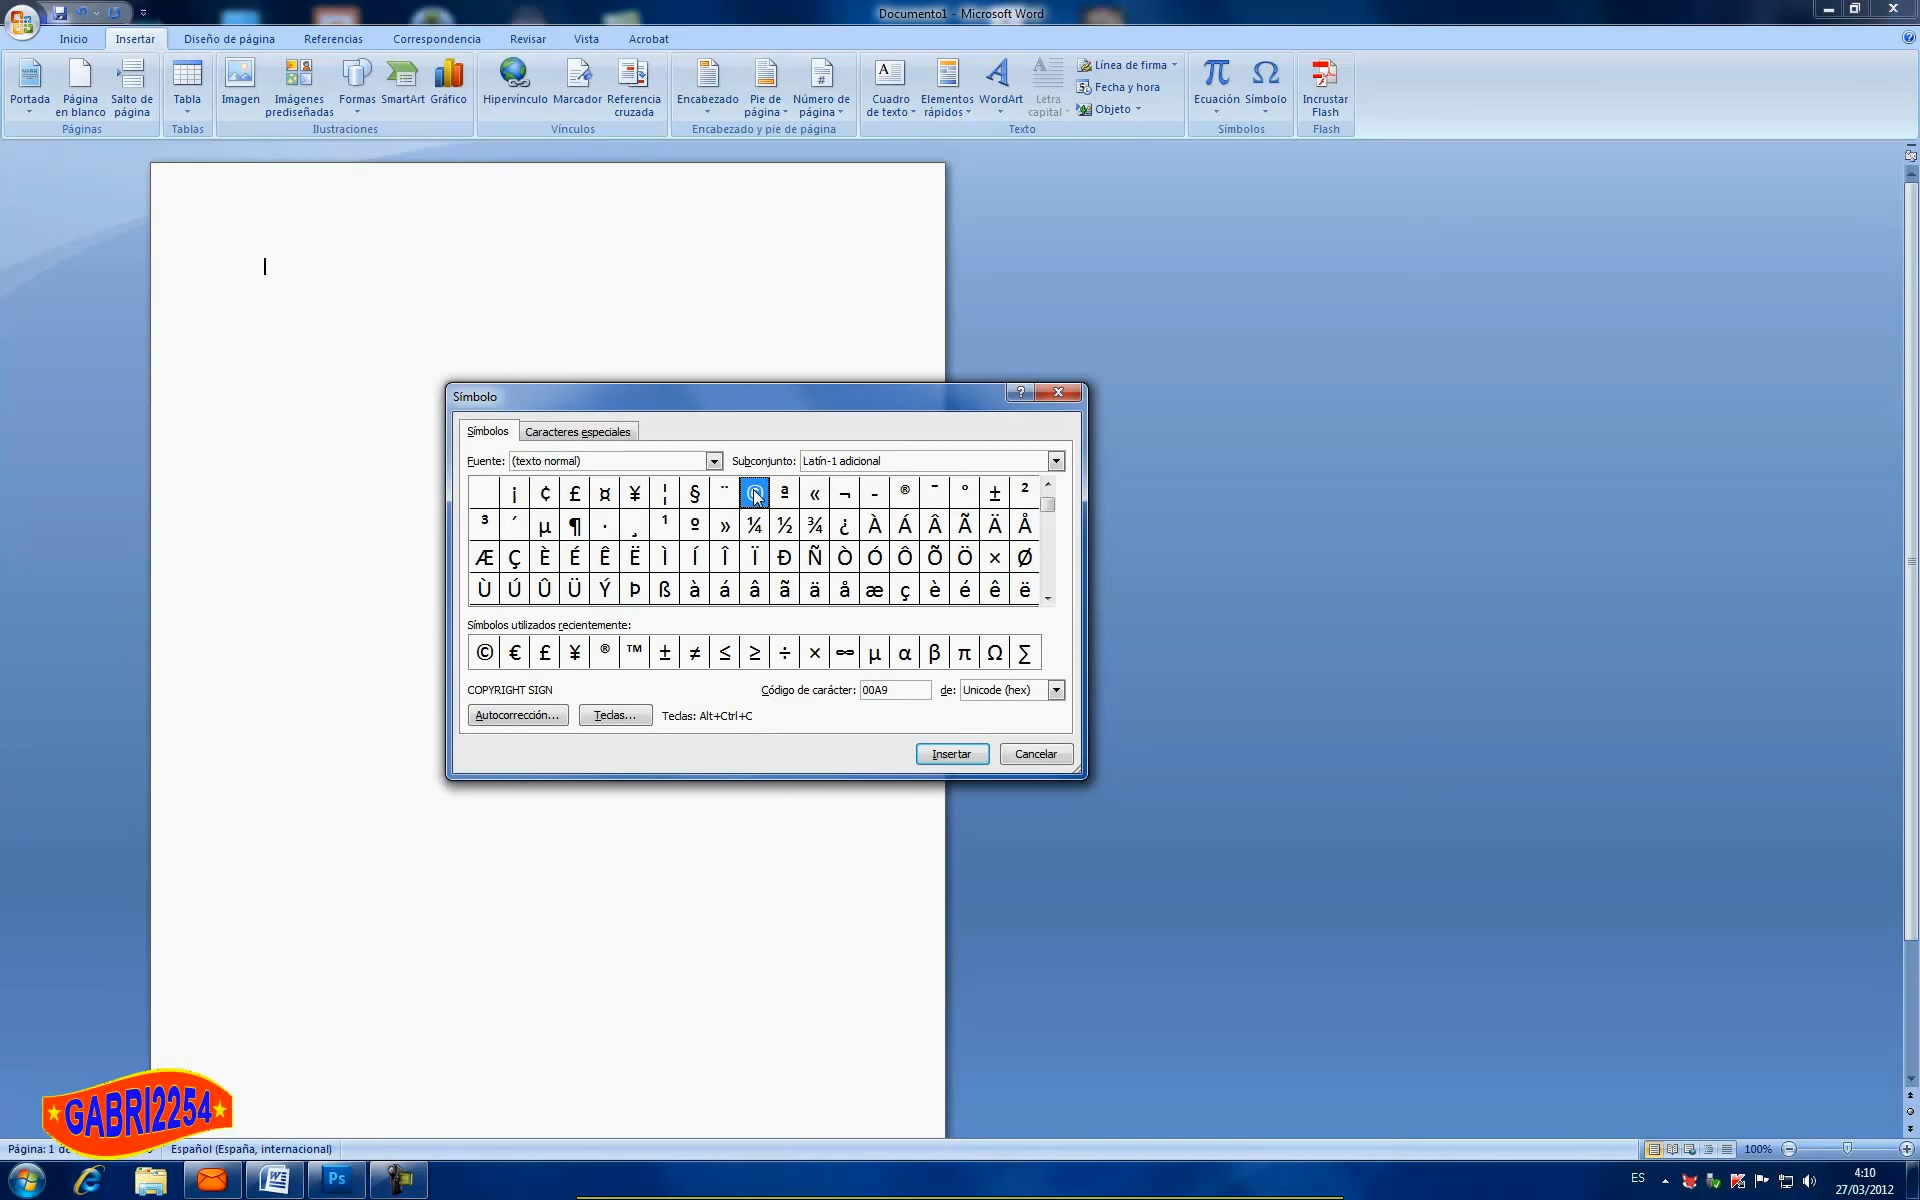 Documento1 - Microsoft Word
Inicio Insertar Diseño de página Referencias Correspondencia Revisar Vista Acrobat
Portada Página en blanco Salto de página Tabla Imagen Imágenes prediseñadas Formas SmartArt Gráfico Hipervínculo Marcador Referencia cruzada Encabezado Pie de página Número de página Cuadro de texto Elementos rápidos WordArt Letra capital Línea de firma Fecha y hora Objeto Ecuación Símbolo Incrustar Flash
Páginas Tablas Ilustraciones Vínculos Encabezado y pie de página Texto Símbolos Flash
Símbolo
Símbolos Caracteres especiales
Fuente: (texto normal) Subconjunto: Latín-1 adicional
¡ ¢ £ ¤ ¥ ¦ § ¨ © ª « ¬ - ® ¯ ° ± ²
³ ´ µ ¶ · ¸ ¹ º » ¼ ½ ¾ ¿ À Á Â Ã Ä Å
Æ Ç È É Ê Ë Ì Í Î Ï Ð Ñ Ò Ó Ô Õ Ö × Ø
Ù Ú Û Ü Ý Þ ß à á â ã ä å æ ç è é ê ë
Símbolos utilizados recientemente:
© € £ ¥ ® ™ ± ≠ ≤ ≥ ÷ × ∞ µ α β π Ω ∑
COPYRIGHT SIGN Código de carácter: 00A9 de: Unicode (hex)
Autocorrección... Teclas... Teclas: Alt+Ctrl+C
Insertar Cancelar
GABRI2254
Página: 1 de Español (España, internacional) 100%
Ps ES 4:10
27/03/2012